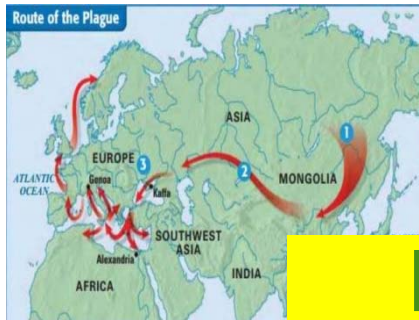 Route of the Plague
1
ASIA
EUROPE
3
2
MONGOLIA
ATLANTIC
OCEAN
Genoa
Kaffa
SOUTHWEST
ASIA
Alexandria
INDIA
AFRICA